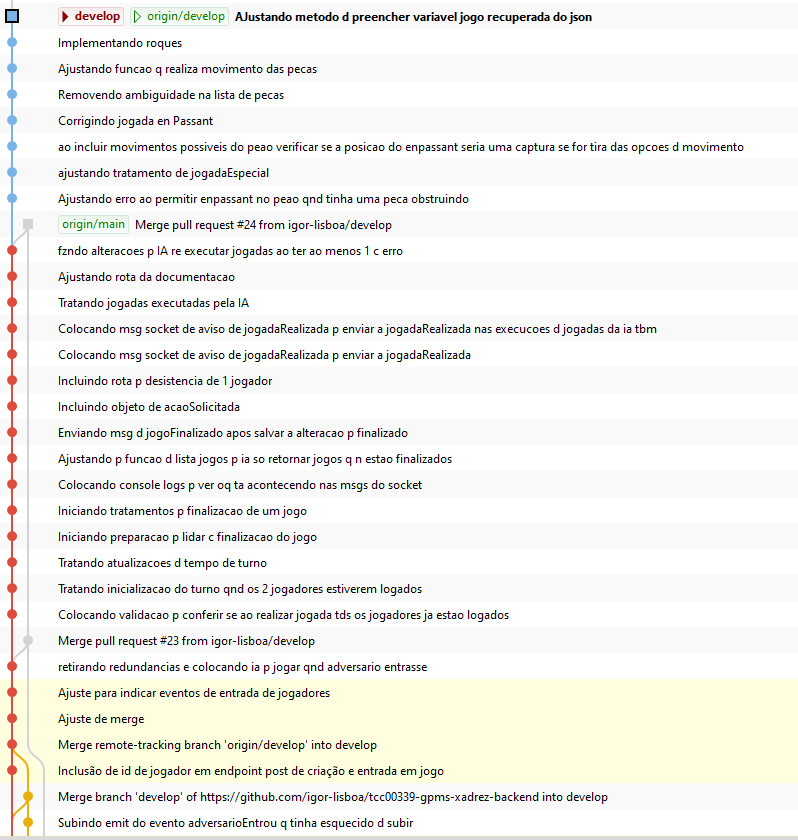 develop origin/develop AJustando metodo d preencher variavel jogo recuperada do json
Implementando roques
Ajustando funcao q realiza movimento das pecas
Removendo ambiguidade na lista de pecas
Corrigindo jogada en Passant
ao incluir movimentos possiveis do peao verificar se a posicao do enpassant seria uma captura se for tira das opcoes d movimento
ajustando tratamento de jogadaEspecial
Ajustando erro ao permitir enpassant no peao qnd tinha uma peca obstruindo
origin/main Merge pull request #24 from igor-lisboa/develop
fzndo alteracoes p IA re executar jogadas ao ter ao menos 1 c erro
Ajustando rota da documentacao
Tratando jogadas executadas pela IA
Colocando msg socket de aviso de jogadaRealizada p enviar a jogadaRealizada nas execucoes d jogadas da ia tbm
Colocando msg socket de aviso de jogadaRealizada p enviar a jogadaRealizada
Incluindo rota p desistencia de 1 jogador
Incluindo objeto de acaoSolicitada
Enviando msg d jogoFinalizado apos salvar a alteracao p finalizado
Ajustando p funcao d lista jogos p ia so retornar jogos q n estao finalizados
Colocando console logs p ver oq ta acontecendo nas msgs do socket
Iniciando tratamentos p finalizacao de um jogo
Iniciando preparacao p lidar c finalizacao do jogo
Tratando atualizacoes d tempo de turno
Tratando inicializacao do turno qnd os 2 jogadores estiverem logados
Colocando validacao p conferir se ao realizar jogada tds os jogadores ja estao logados
Merge pull request #23 from igor-lisboa/develop
retirando redundancias e colocando ia p jogar qnd adversario entrasse
Ajuste para indicar eventos de entrada de jogadores
Ajuste de merge
Merge remote-tracking branch 'origin/develop' into develop
Inclusão de id de jogador em endpoint post de criação e entrada em jogo
Merge branch 'develop' of https://github.com/igor-lisboa/tcc00339-gpms-xadrez-backend into develop
Subindo emit do evento adversarioEntrou q tinha esquecido d subir